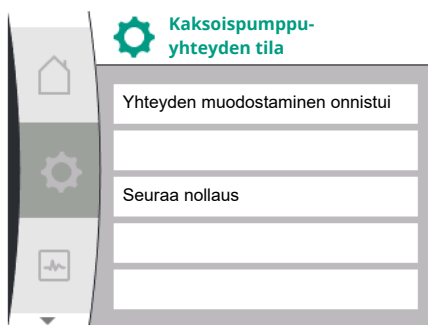 Kaksoispumppu-
yhteyden tila
Yhteyden muodostaminen onnistui
Seuraa nollaus